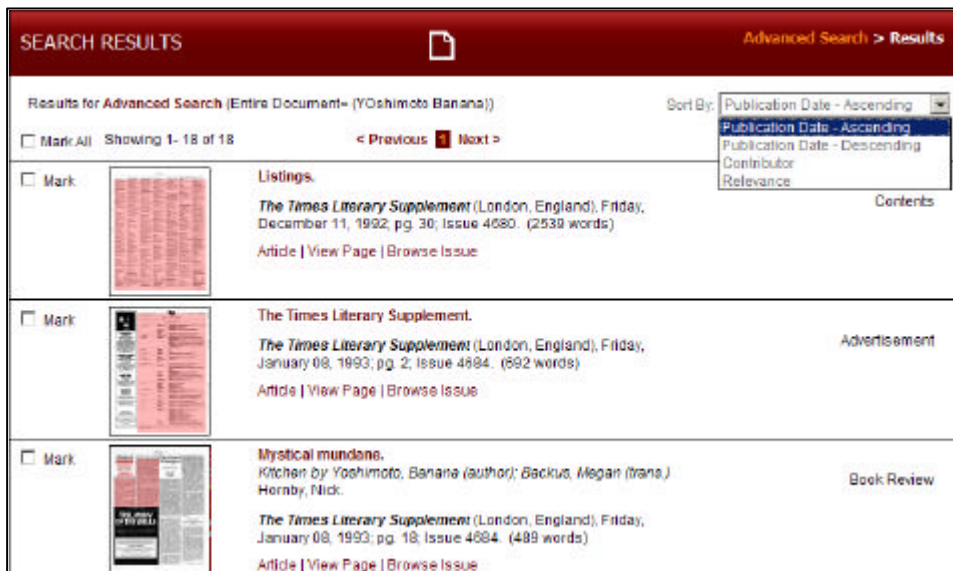 SEARCH RESULTS
Advanced Search > Results
Results for Advanced Search (Entire Document= (YOshimoto Banana))
Sort By: Publication Date - Ascending
Mark All Showing 1- 18 of 18 < Previous 1 Next >
Publication Date - Ascending
Publication Date - Descending
Contributor
Relevance
Mark
Listings.
Contents
The Times Literary Supplement (London, England), Friday,
December 11, 1992; pg. 30; Issue 4680. (2539 words)
Article | View Page | Browse Issue
Mark
The Times Literary Supplement.
Advertisement
The Times Literary Supplement (London, England), Friday,
January 08, 1993; pg. 2; Issue 4684. (692 words)
Article | View Page | Browse Issue
Mark
Mystical mundane.
Kitchen by Yoshimoto, Banana (author); Backus, Megan (trans.)
Hornby, Nick.
Book Review
The Times Literary Supplement (London, England), Friday,
January 08, 1993; pg. 18; Issue 4684. (489 words)
Article | View Page | Browse Issue